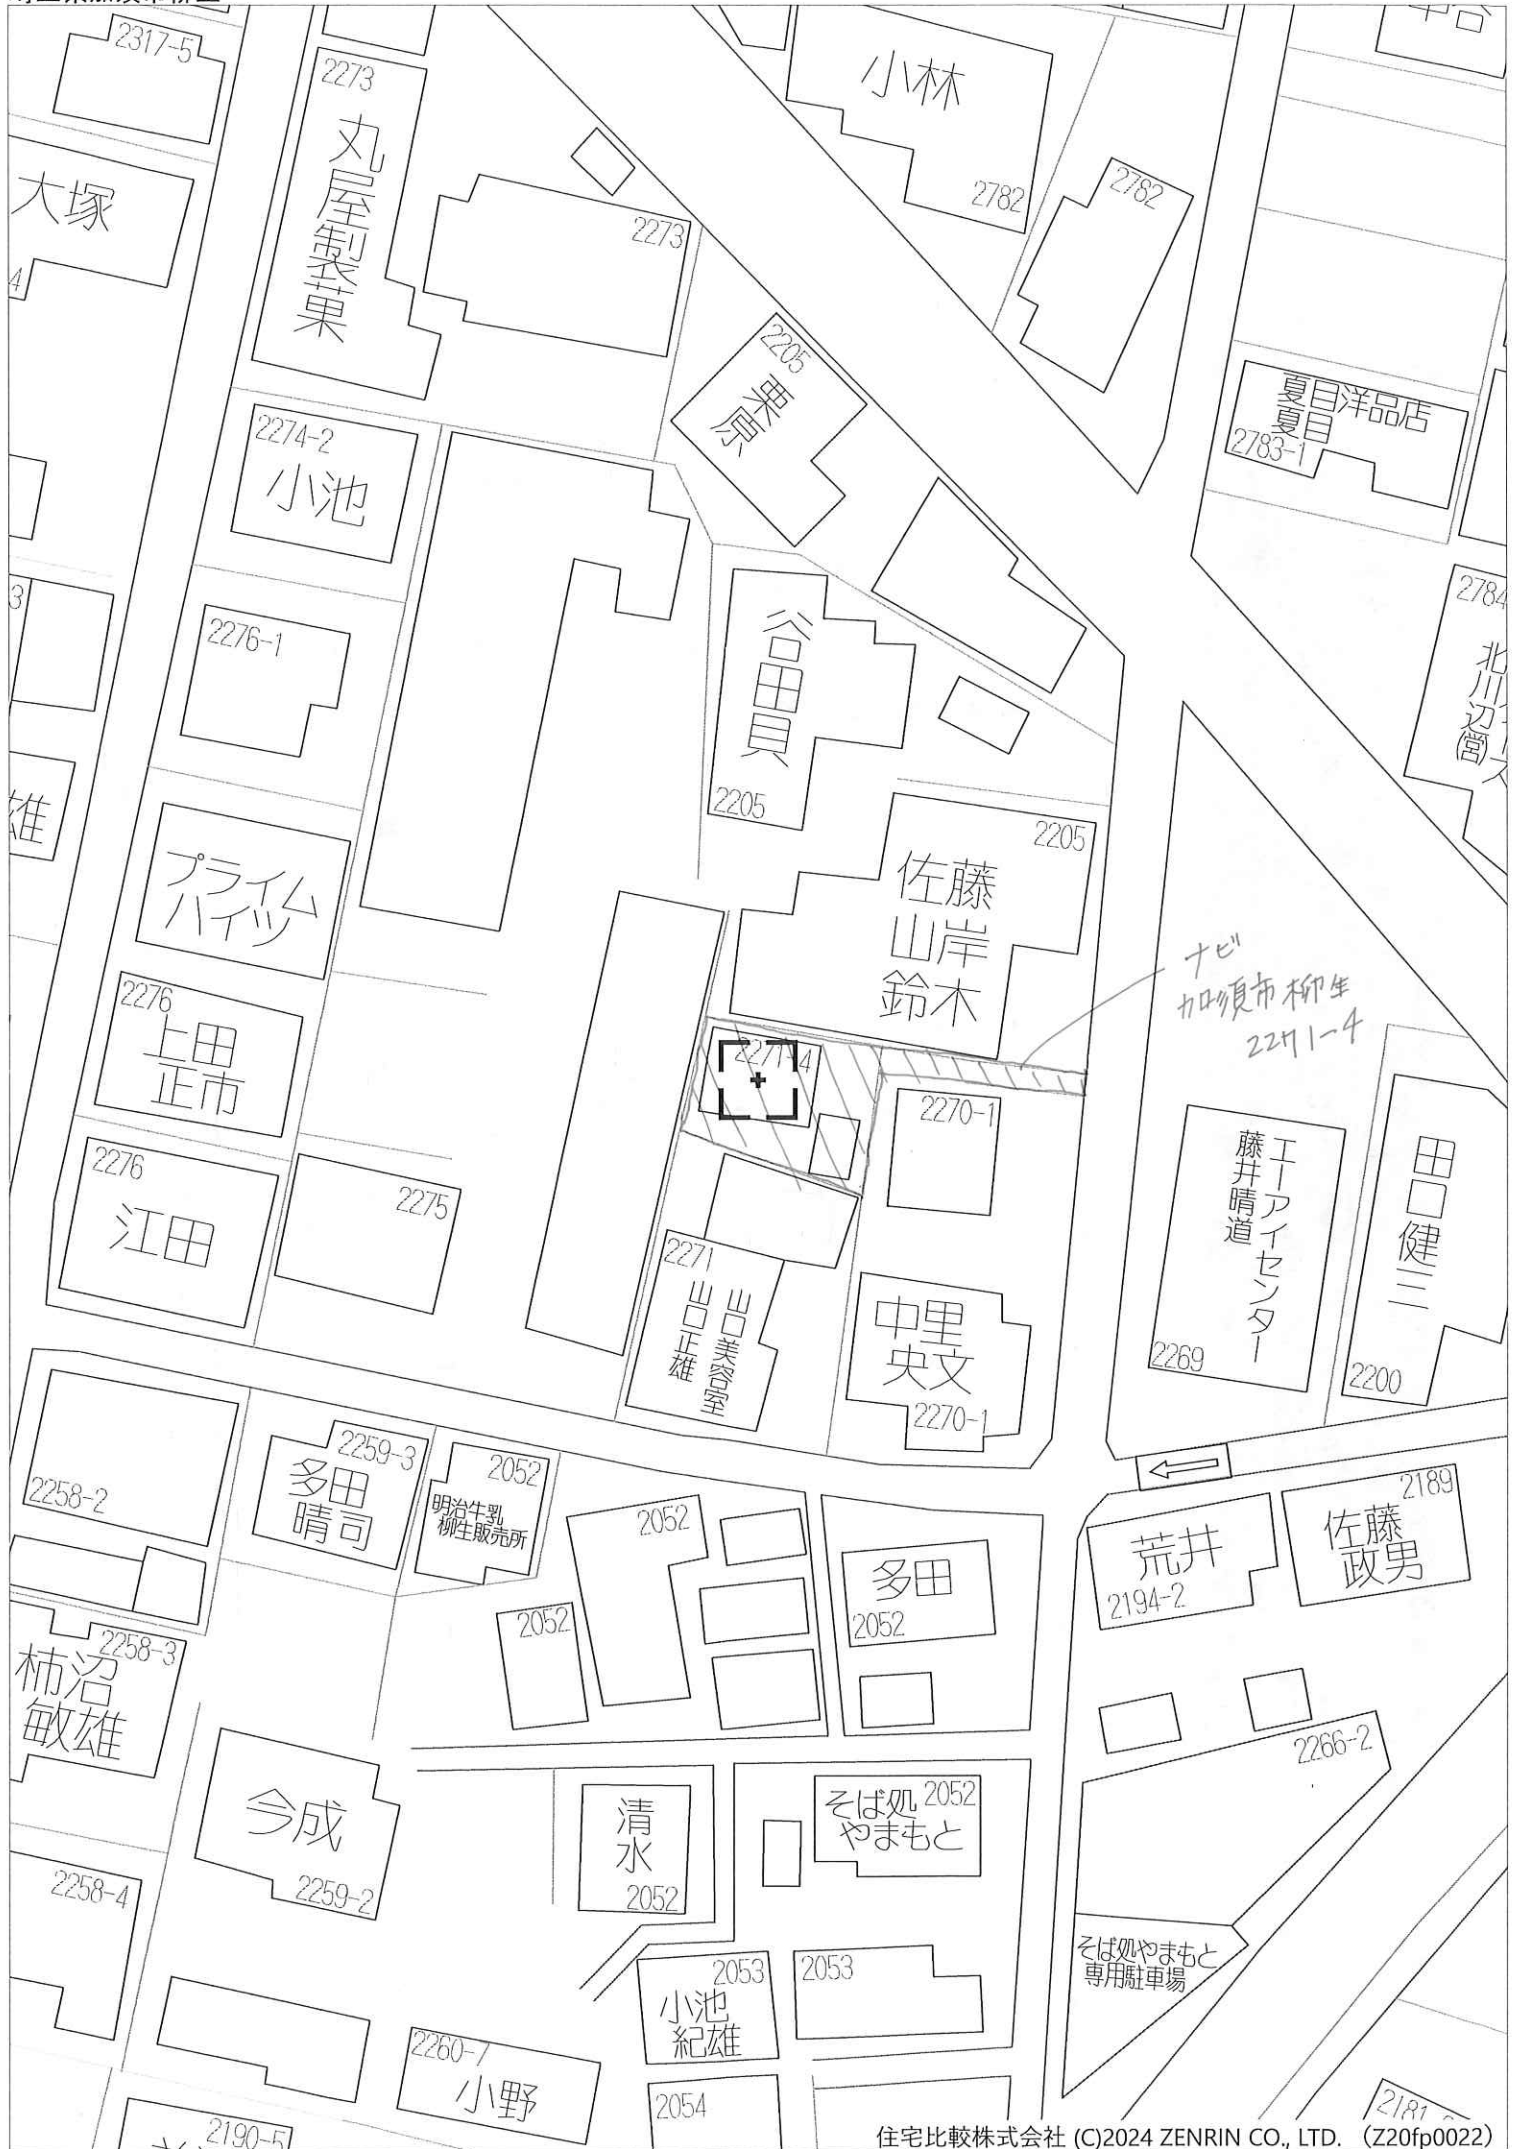 2317-5
2273
丸屋製菓
小林
2782
2782
大塚
2273
4
2205
栗原
夏目洋品店
夏目
2783-1
2274-2
小池
3
2276-1
谷田貝
2205
2784
北川辺
(営)
雄
プライム
ハイツ
2205
佐藤
山岸
鈴木
ナビ
加須市柳生
2271-4
2276
上田
正市
2271-4
2270-1
2276
江田
2275
エーアイセンター
藤井晴道
2269
田口健三
2200
2271
山口美容室
山口正雄
中里
央文
2270-1
2258-2
2259-3
多田
晴司
2052
明治牛乳
柳生販売所
2052
2052
多田
2052
荒井
2194-2
2189
佐藤
政男
2258-3
柿沼
敏雄
2266-2
今成
2259-2
清水
2052
そば処
やまもと
2052
2258-4
そば処やまもと
専用駐車場
2053
小池
紀雄
2053
2260-7
小野
2054
2190-5
住宅比較株式会社 (C)2024 ZENRIN CO., LTD. (Z20fp0022)